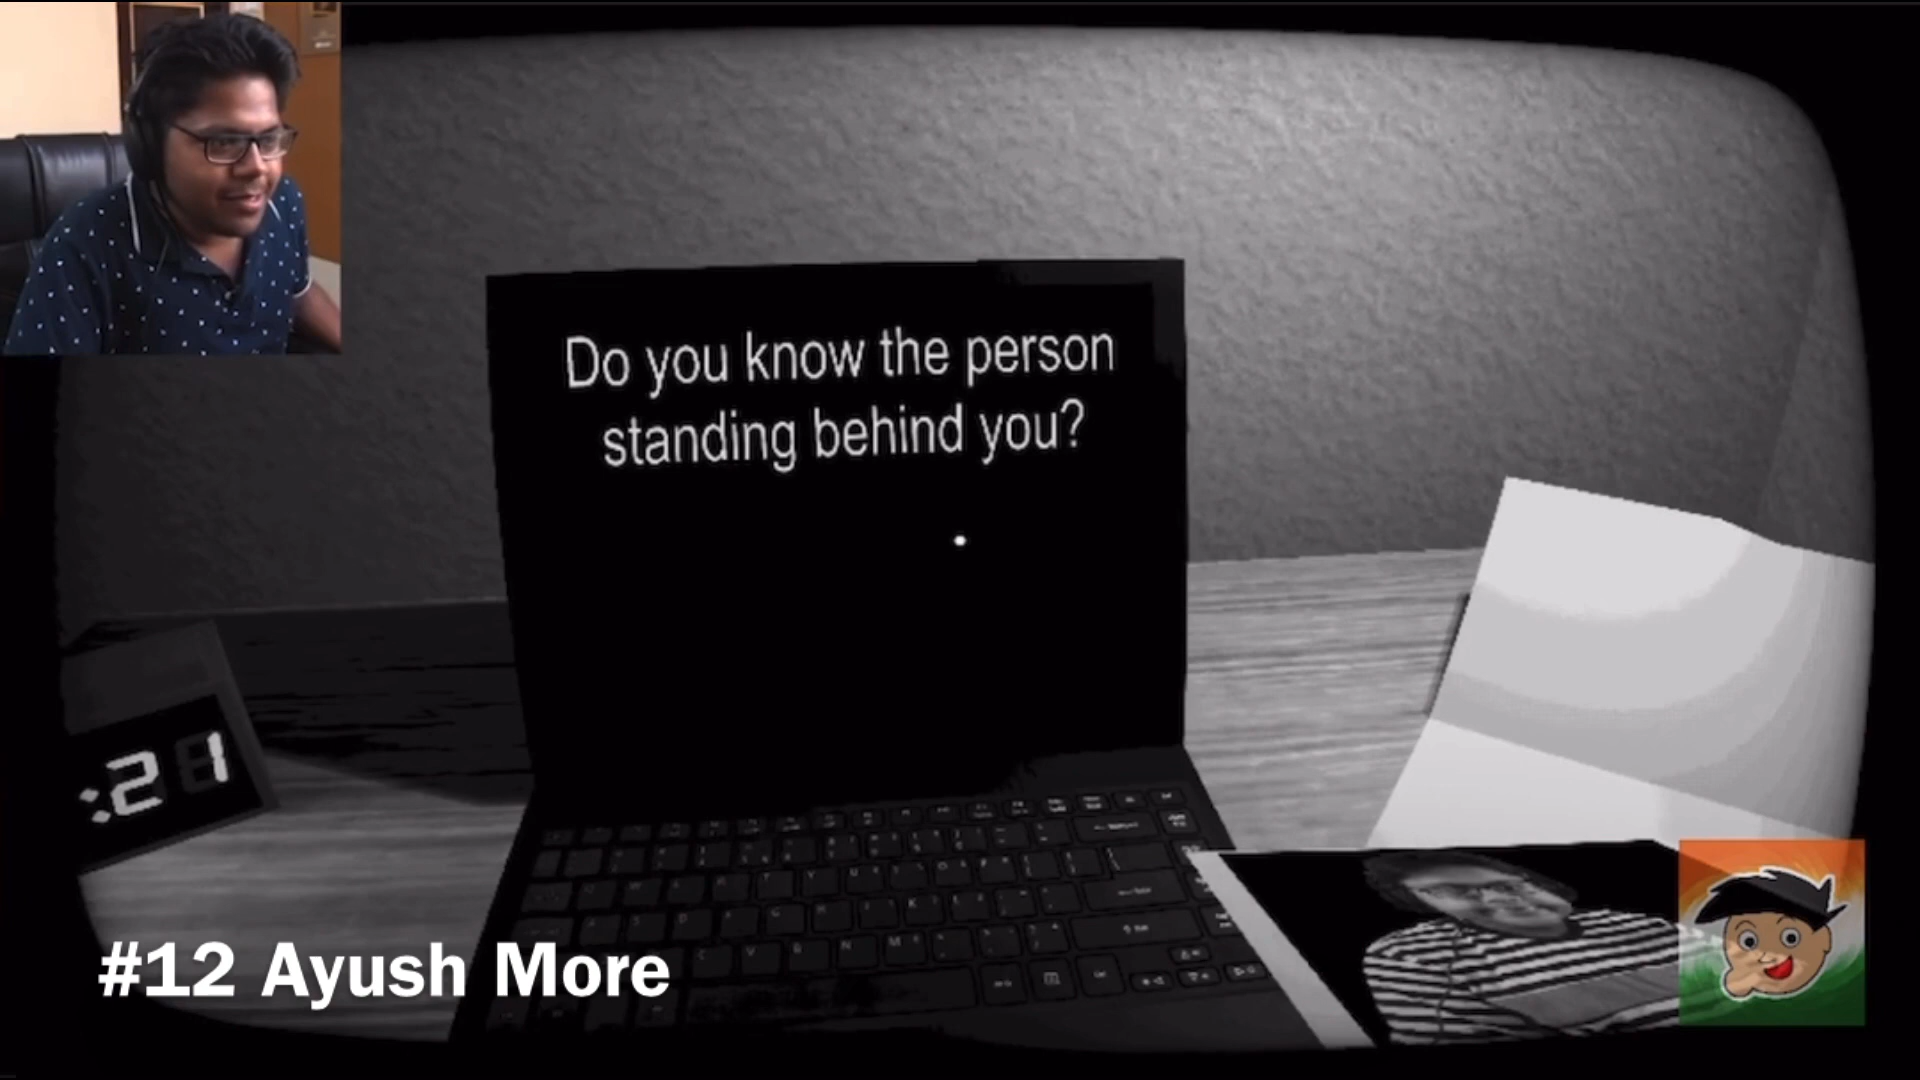 Do you know the person
standing behind you?
:21
#12 Ayush More